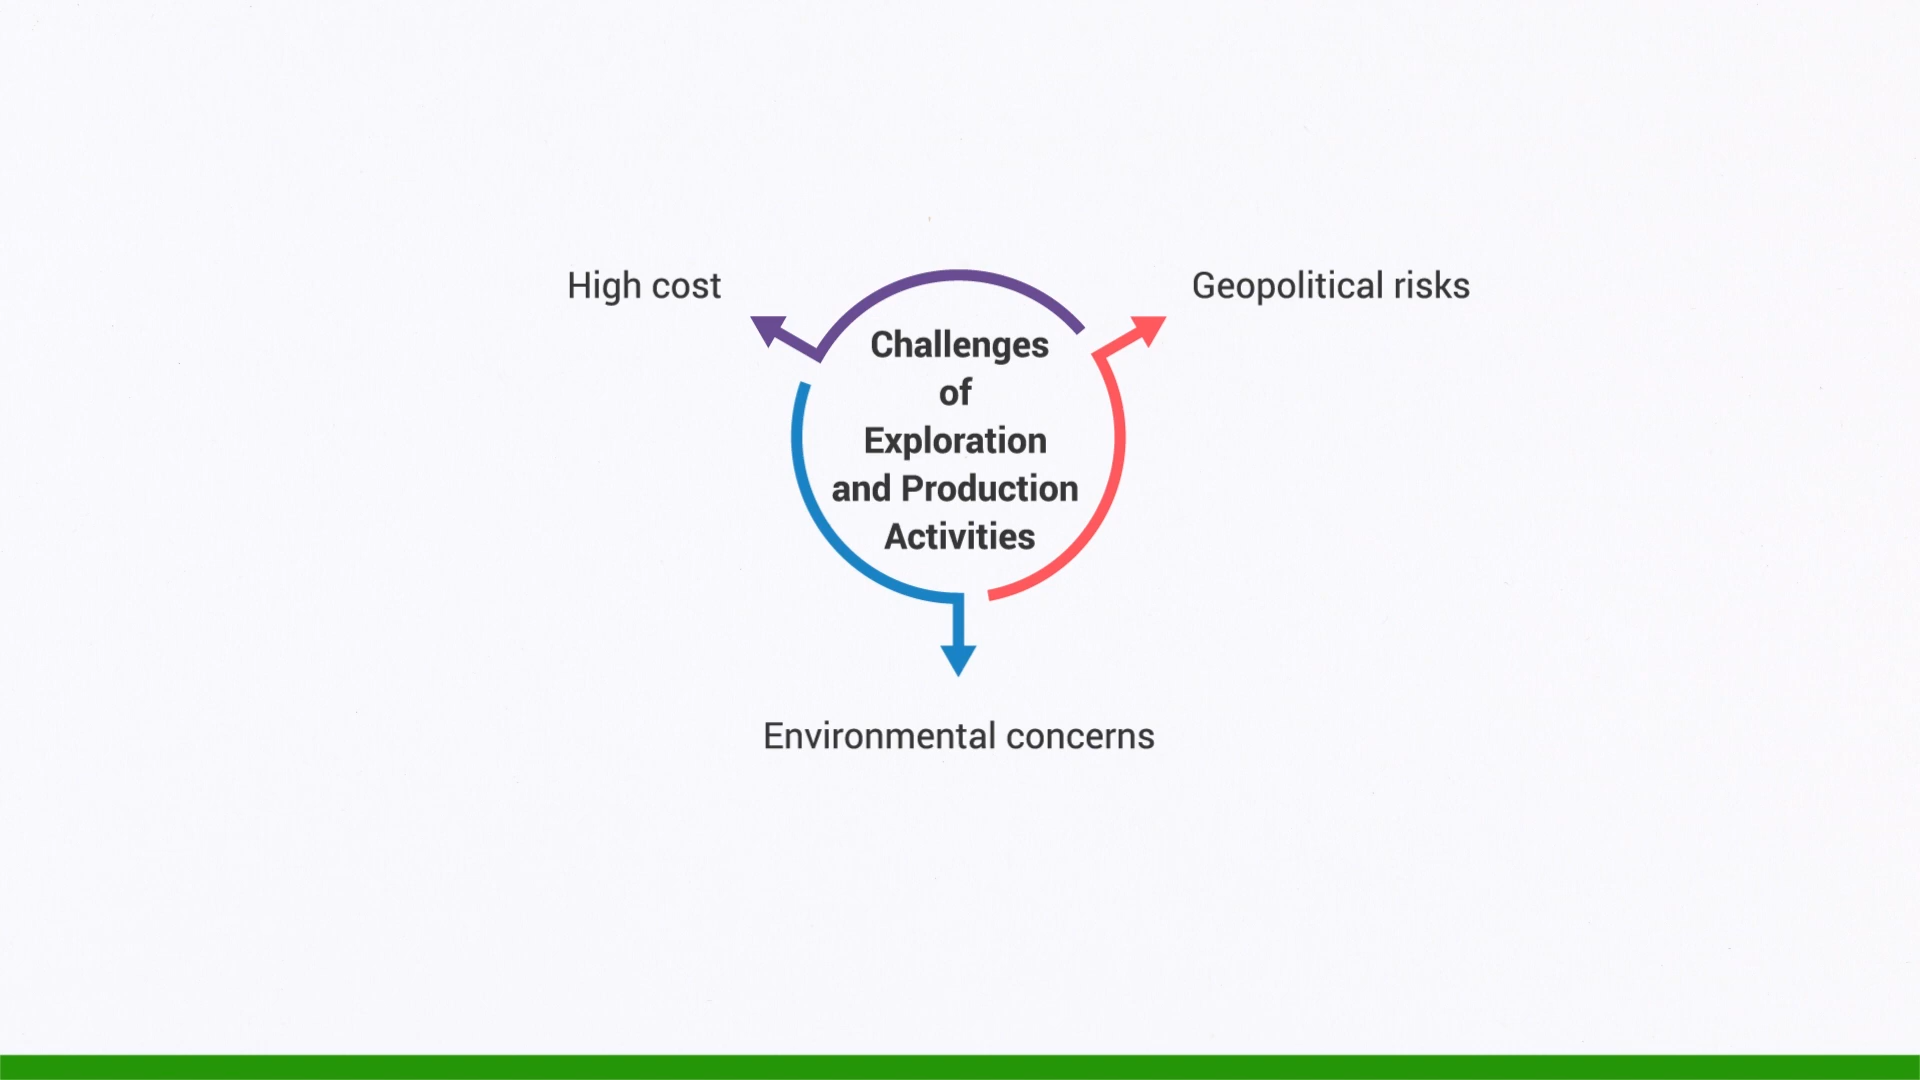 High cost
Geopolitical risks
Challenges
of
Exploration
and Production
Activities
Environmental concerns